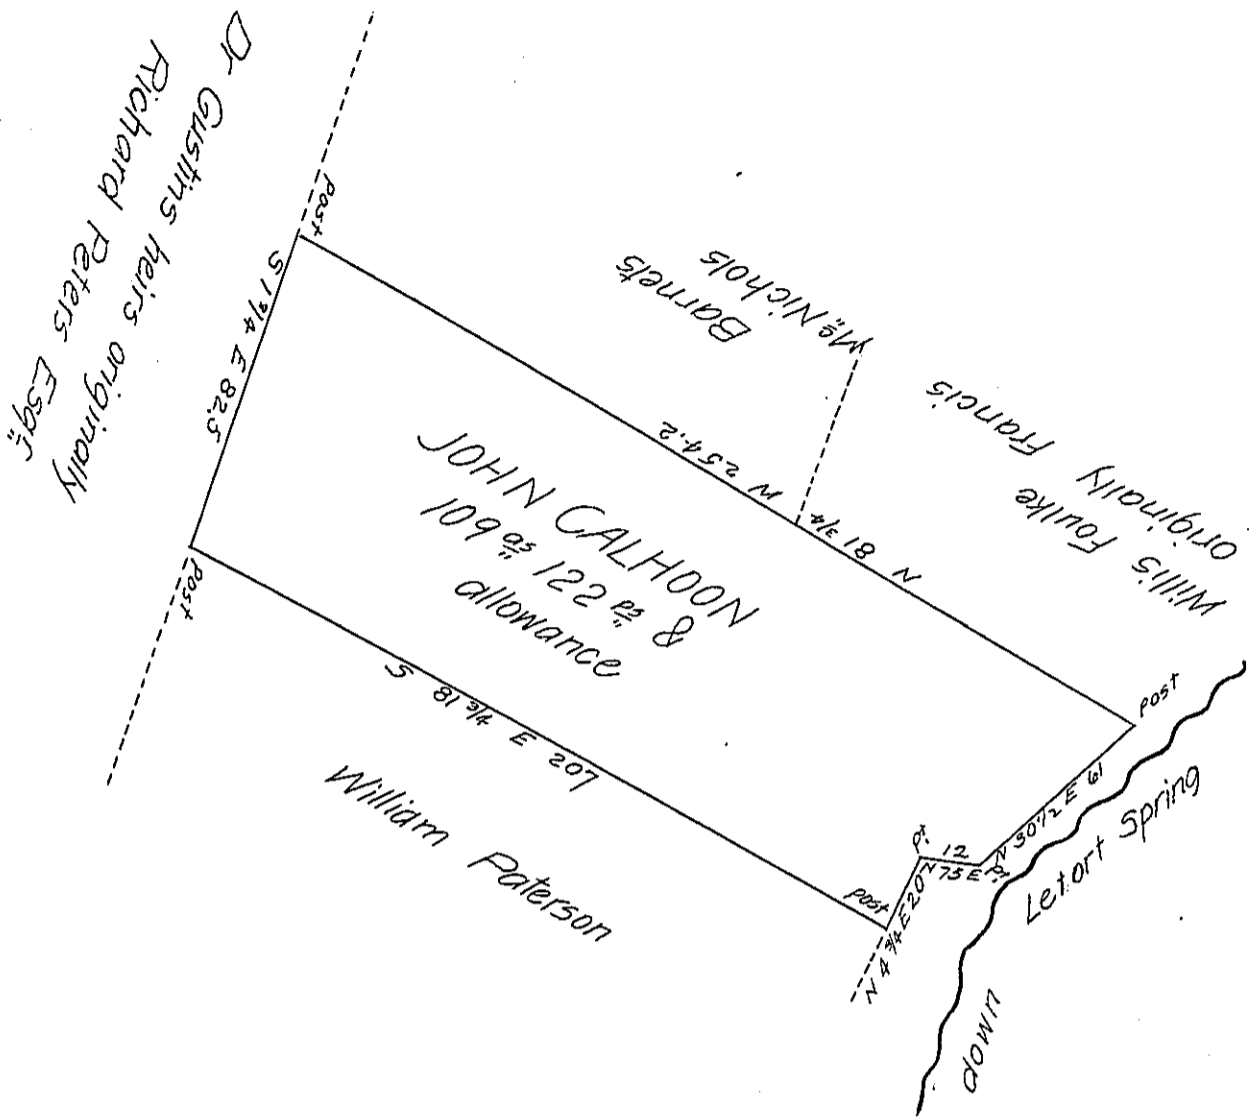 Dr Gustins heirs originally
Richard Peters Esqr
post
S 1 3/4 E 82,5
post
Barnets
Mc Nichols
N 81 3/4 W 254.2
Willis Foulke
originally Francis
JOHN CALHOON
109 as 122 ps &
allowance
S 81 3/4 E 207
William Paterson
post
N 4 3/4 E 20
pt.
12
N 75 E
pt.
N 30 1/2 E 61
post
Letort Spring
down